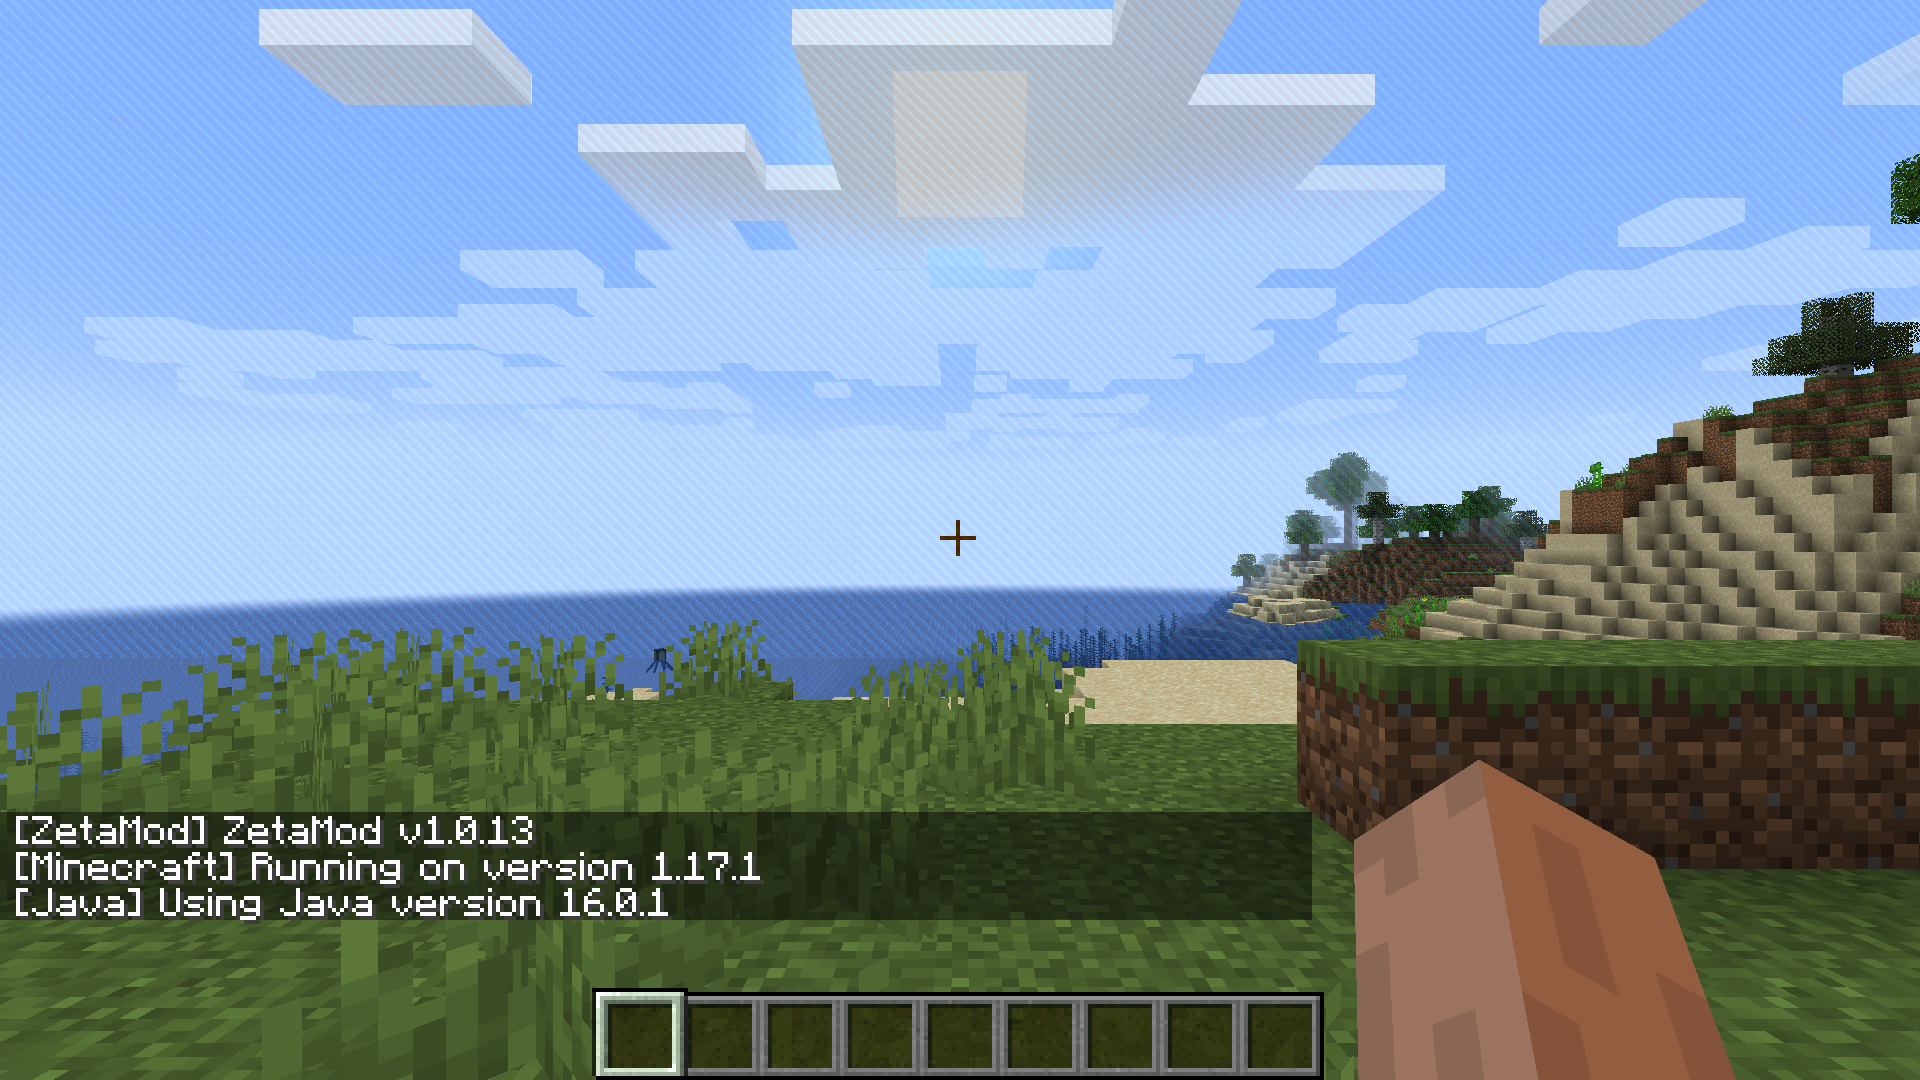 [ZetaMod] ZetaMod v1.0.13
[Minecraft] Running on version 1.17.1
[Java] Using Java version 16.0.1